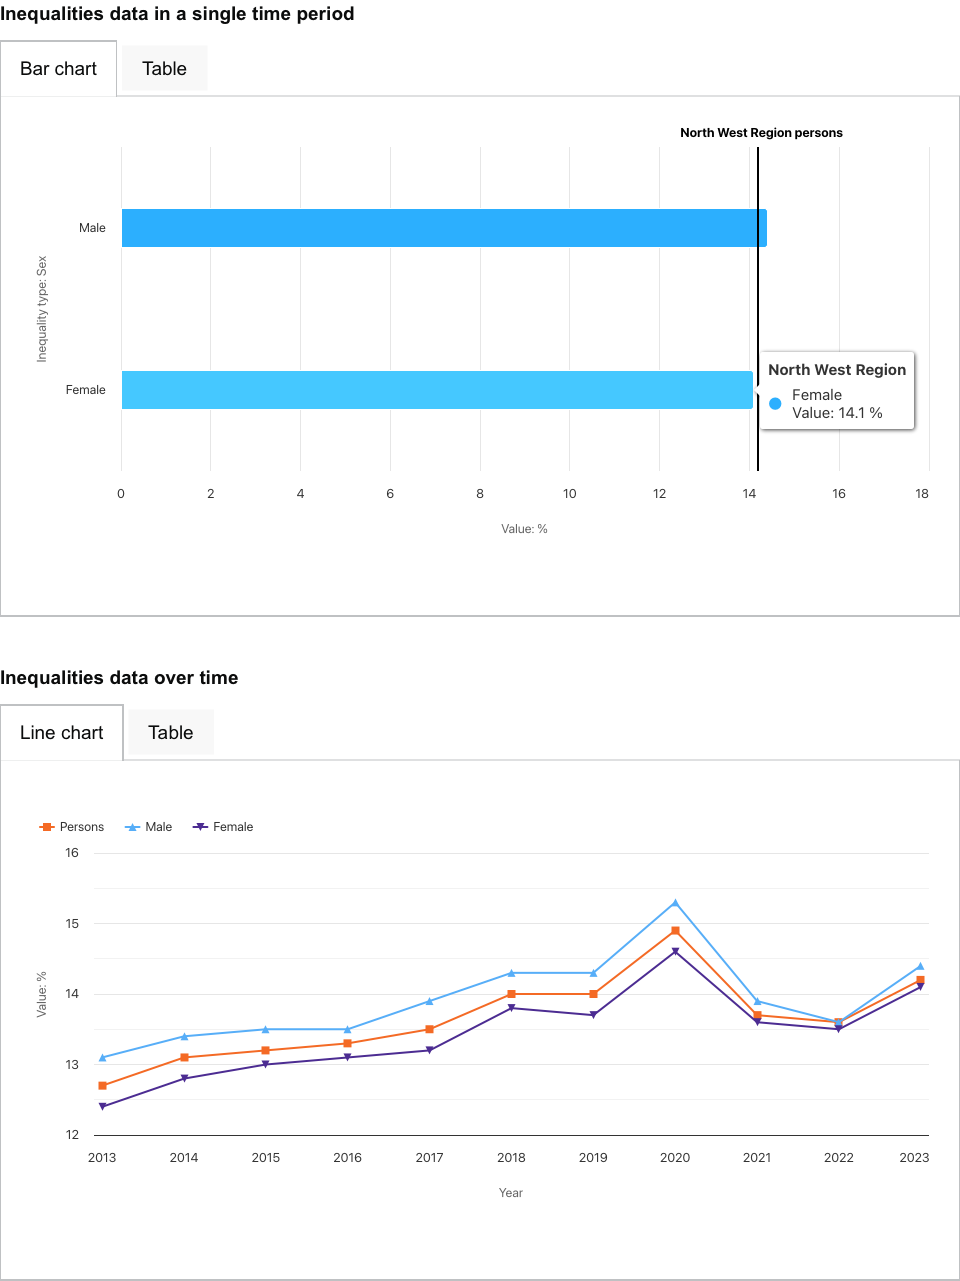 Inequalities data in a single time period
Bar chart
Table
North West Region persons
Inequality type: Sex
Male
Female
North West Region
Female
Value: 14.1 %
0 2 4 6 8 10 12 14 16 18
Value: %
Inequalities data over time
Line chart
Table
Persons Male Female
Value: %
16
15
14
13
12
2013 2014 2015 2016 2017 2018 2019 2020 2021 2022 2023
Year